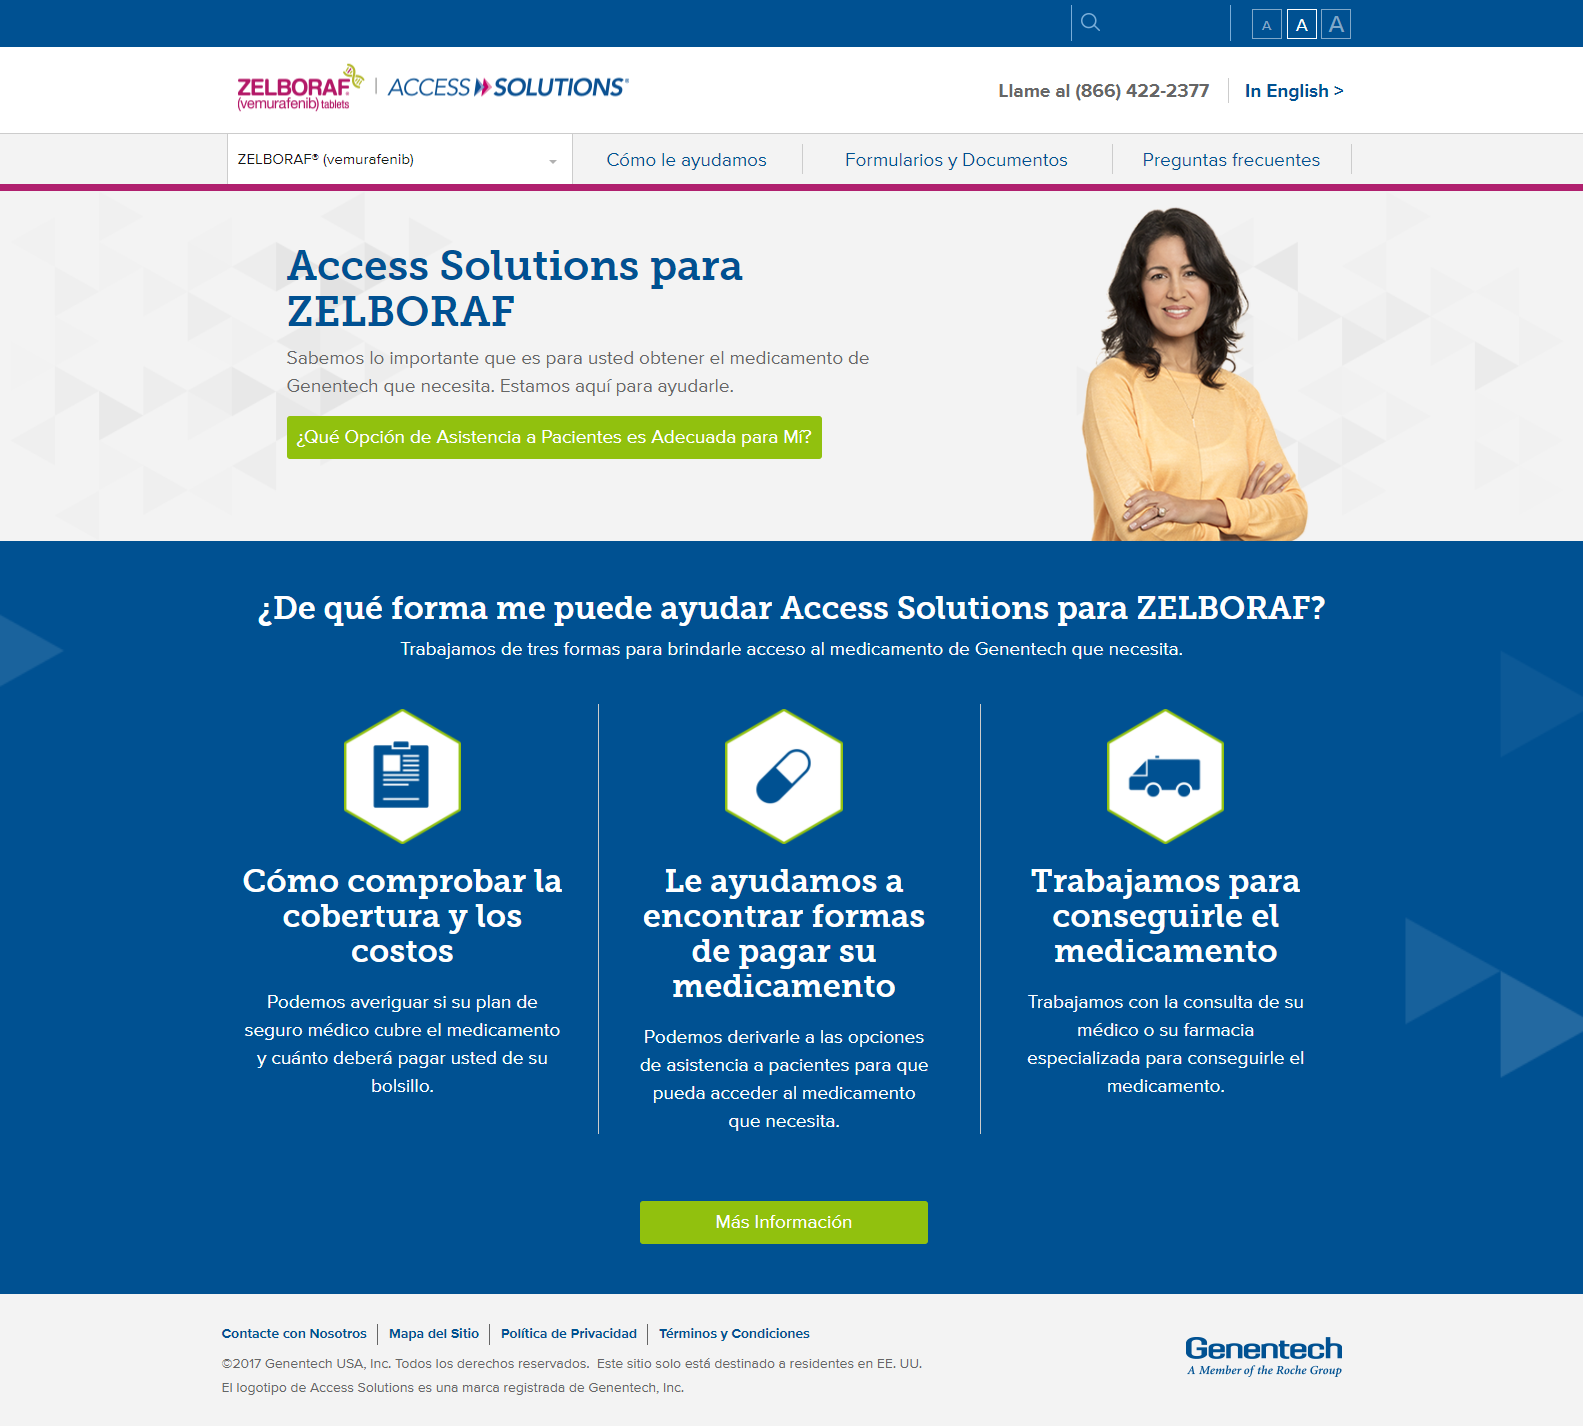 A A A
ZELBORAF®
(vemurafenib) tablets
ACCESS SOLUTIONS®
Llame al (866) 422-2377
In English >
ZELBORAF® (vemurafenib)
Cómo le ayudamos
Formularios y Documentos
Preguntas frecuentes
Access Solutions para
ZELBORAF
Sabemos lo importante que es para usted obtener el medicamento de
Genentech que necesita. Estamos aquí para ayudarle.
¿Qué Opción de Asistencia a Pacientes es Adecuada para Mí?
¿De qué forma me puede ayudar Access Solutions para ZELBORAF?
Trabajamos de tres formas para brindarle acceso al medicamento de Genentech que necesita.
Cómo comprobar la
cobertura y los
costos
Podemos averiguar si su plan de
seguro médico cubre el medicamento
y cuánto deberá pagar usted de su
bolsillo.
Le ayudamos a
encontrar formas
de pagar su
medicamento
Podemos derivarle a las opciones
de asistencia a pacientes para que
pueda acceder al medicamento
que necesita.
Trabajamos para
conseguirle el
medicamento
Trabajamos con la consulta de su
médico o su farmacia
especializada para conseguirle el
medicamento.
Más Información
Contacte con Nosotros
Mapa del Sitio
Política de Privacidad
Términos y Condiciones
©2017 Genentech USA, Inc. Todos los derechos reservados. Este sitio solo está destinado a residentes en EE. UU.
El logotipo de Access Solutions es una marca registrada de Genentech, Inc.
Genentech
A Member of the Roche Group